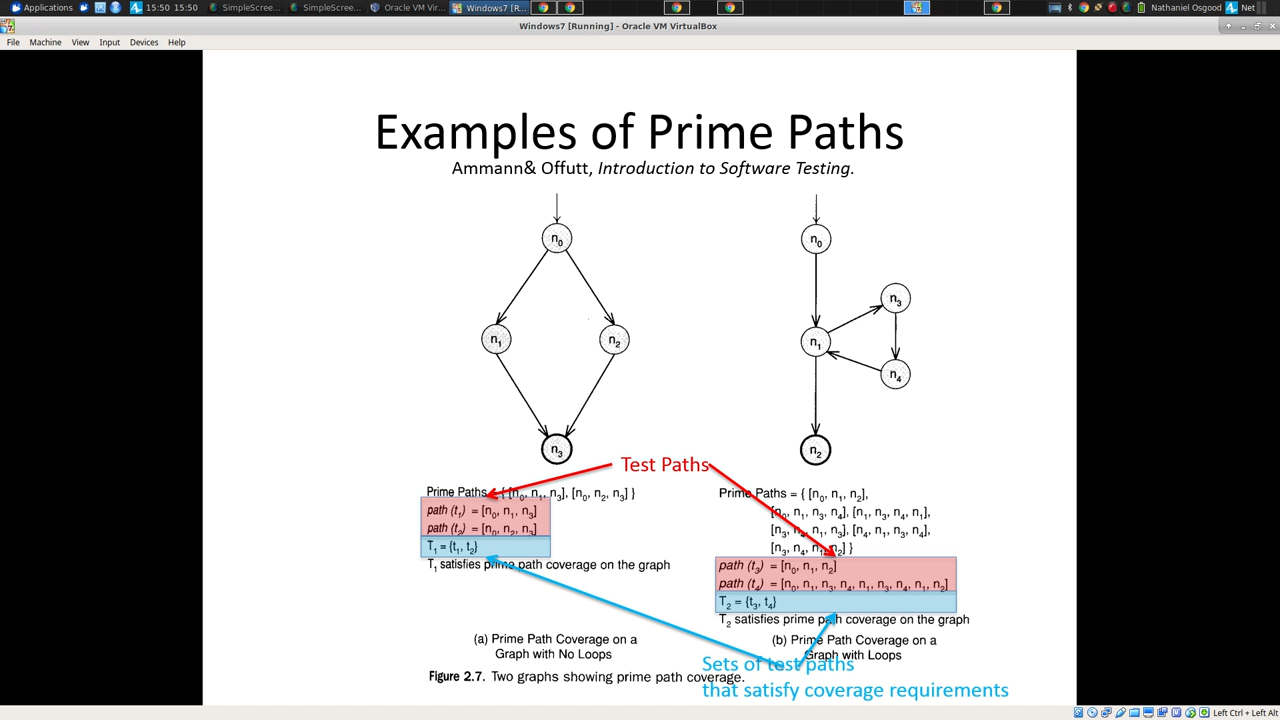 Applications 15:50 15:50 SimpleScree... SimpleScree... Oracle VM Vir... Windows7 [R... Nathaniel Osgood Net
Windows7 [Running] - Oracle VM VirtualBox
File Machine View Input Devices Help
Examples of Prime Paths
Ammann& Offutt, Introduction to Software Testing.
n0 n0
n3
n1 n2 n1
n4
n3 n2
Test Paths
Prime Paths = { [n0, n1, n3], [n0, n2, n3] }
path (t1) = [n0, n1, n3]
path (t2) = [n0, n2, n3]
T1 = {t1, t2}
T1 satisfies prime path coverage on the graph
(a) Prime Path Coverage on a
Graph with No Loops
Prime Paths = { [n0, n1, n2],
[n0, n1, n3, n4], [n1, n3, n4, n1],
[n3, n4, n1, n3], [n4, n1, n3, n4],
[n3, n4, n1, n2] }
path (t3) = [n0, n1, n2]
path (t4) = [n0, n1, n3, n4, n1, n3, n4, n1, n2]
T2 = {t3, t4}
T2 satisfies prime path coverage on the graph
(b) Prime Path Coverage on a
Graph with Loops
Sets of test paths
that satisfy coverage requirements
Figure 2.7. Two graphs showing prime path coverage.
Left Ctrl + Left Alt